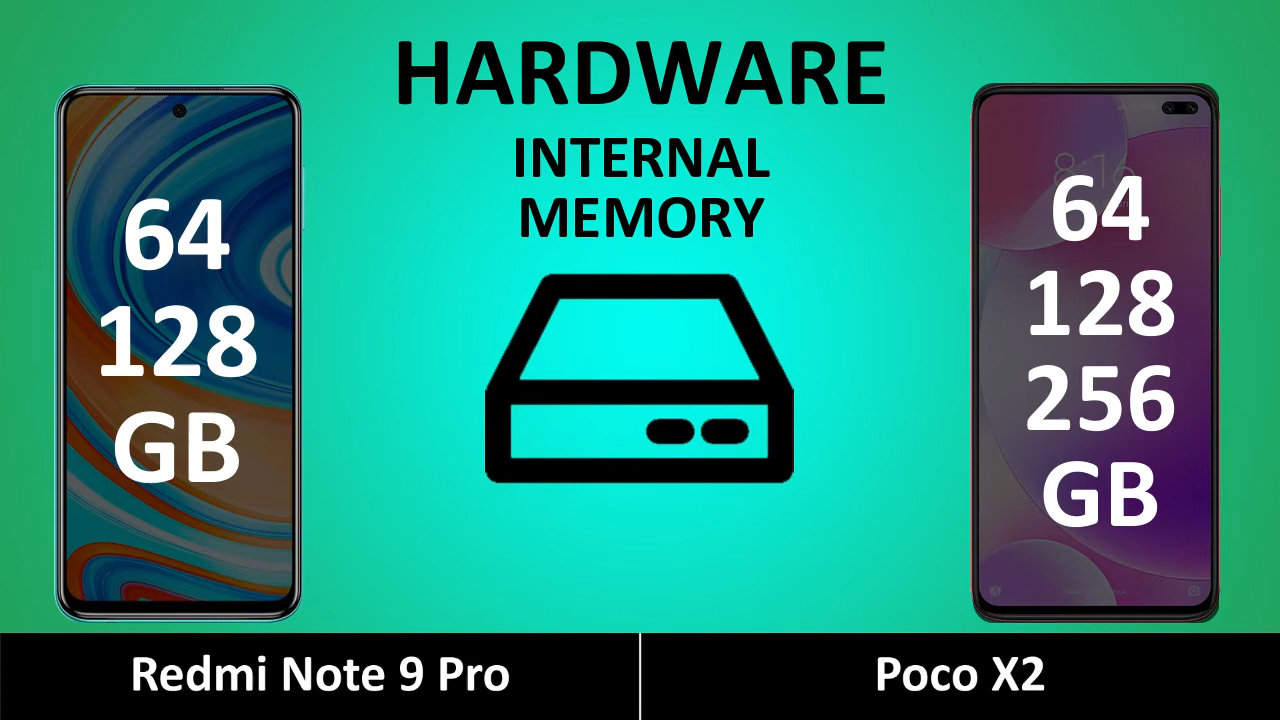 HARDWARE
INTERNAL
MEMORY
64
128
GB
64
128
256
GB
Redmi Note 9 Pro
Poco X2